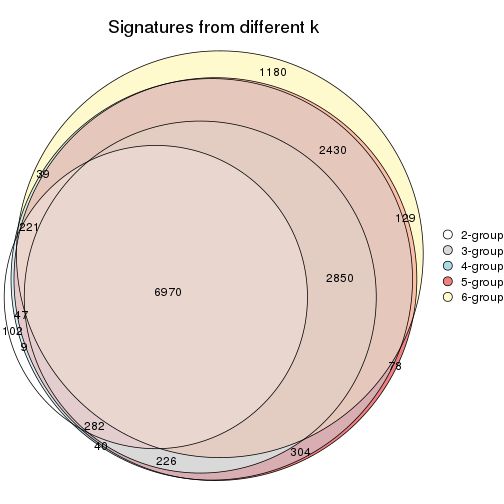 Signatures from different k
1180
2430
39
129
221
2-group
3-group
4-group
5-group
6-group
2850
6970
47
102
9
78
282
40
304
226